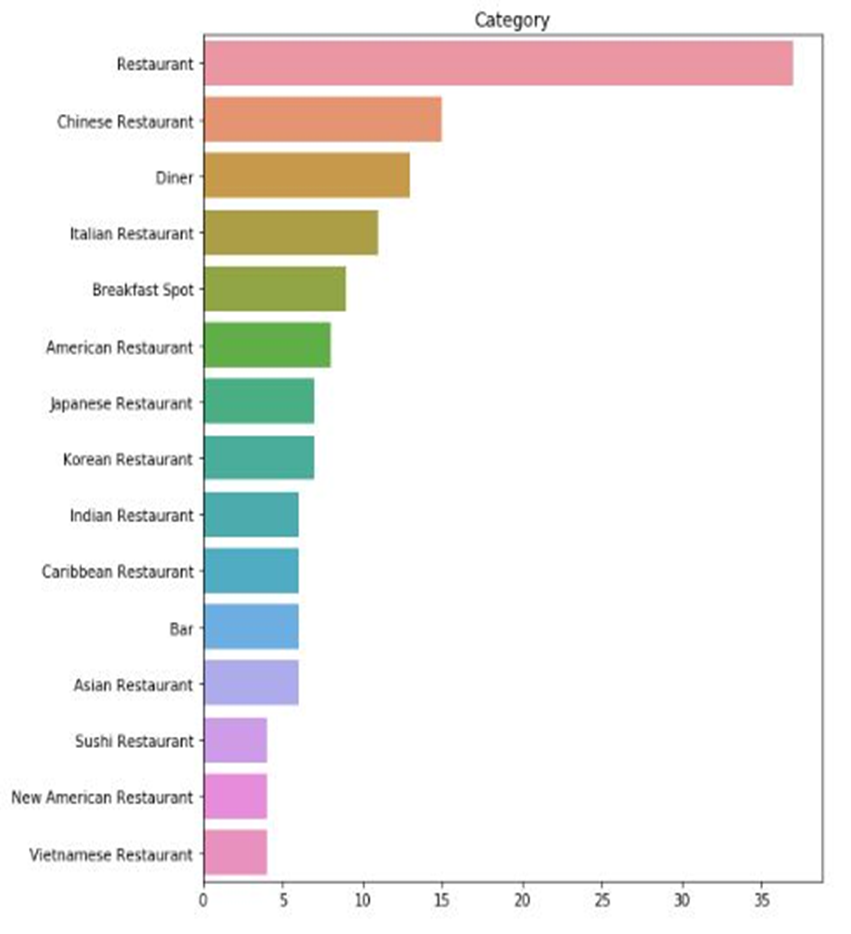 Category
Restaurant
Chinese Restaurant
Diner
Italian Restaurant
Breakfast Spot
American Restaurant
Japanese Restaurant
Korean Restaurant
Indian Restaurant
Caribbean Restaurant
Bar
Asian Restaurant
Sushi Restaurant
New American Restaurant
Vietnamese Restaurant
0 5 10 15 20 25 30 35